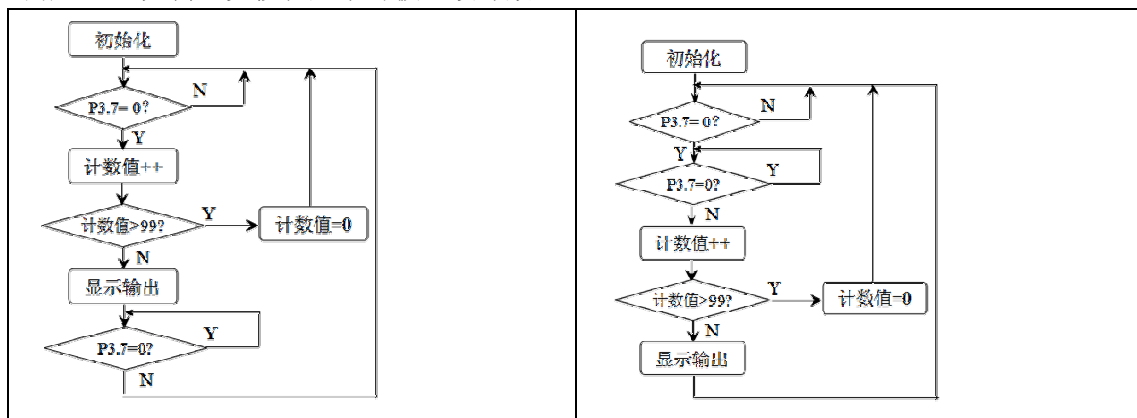 初始化
N
P3.7= 0?
Y
计数值++
计数值>99?
Y
计数值=0
N
显示输出
Y
P3.7=0?
N
初始化
N
P3.7= 0?
Y
Y
P3.7=0?
N
计数值++
计数值>99?
Y
计数值=0
N
显示输出